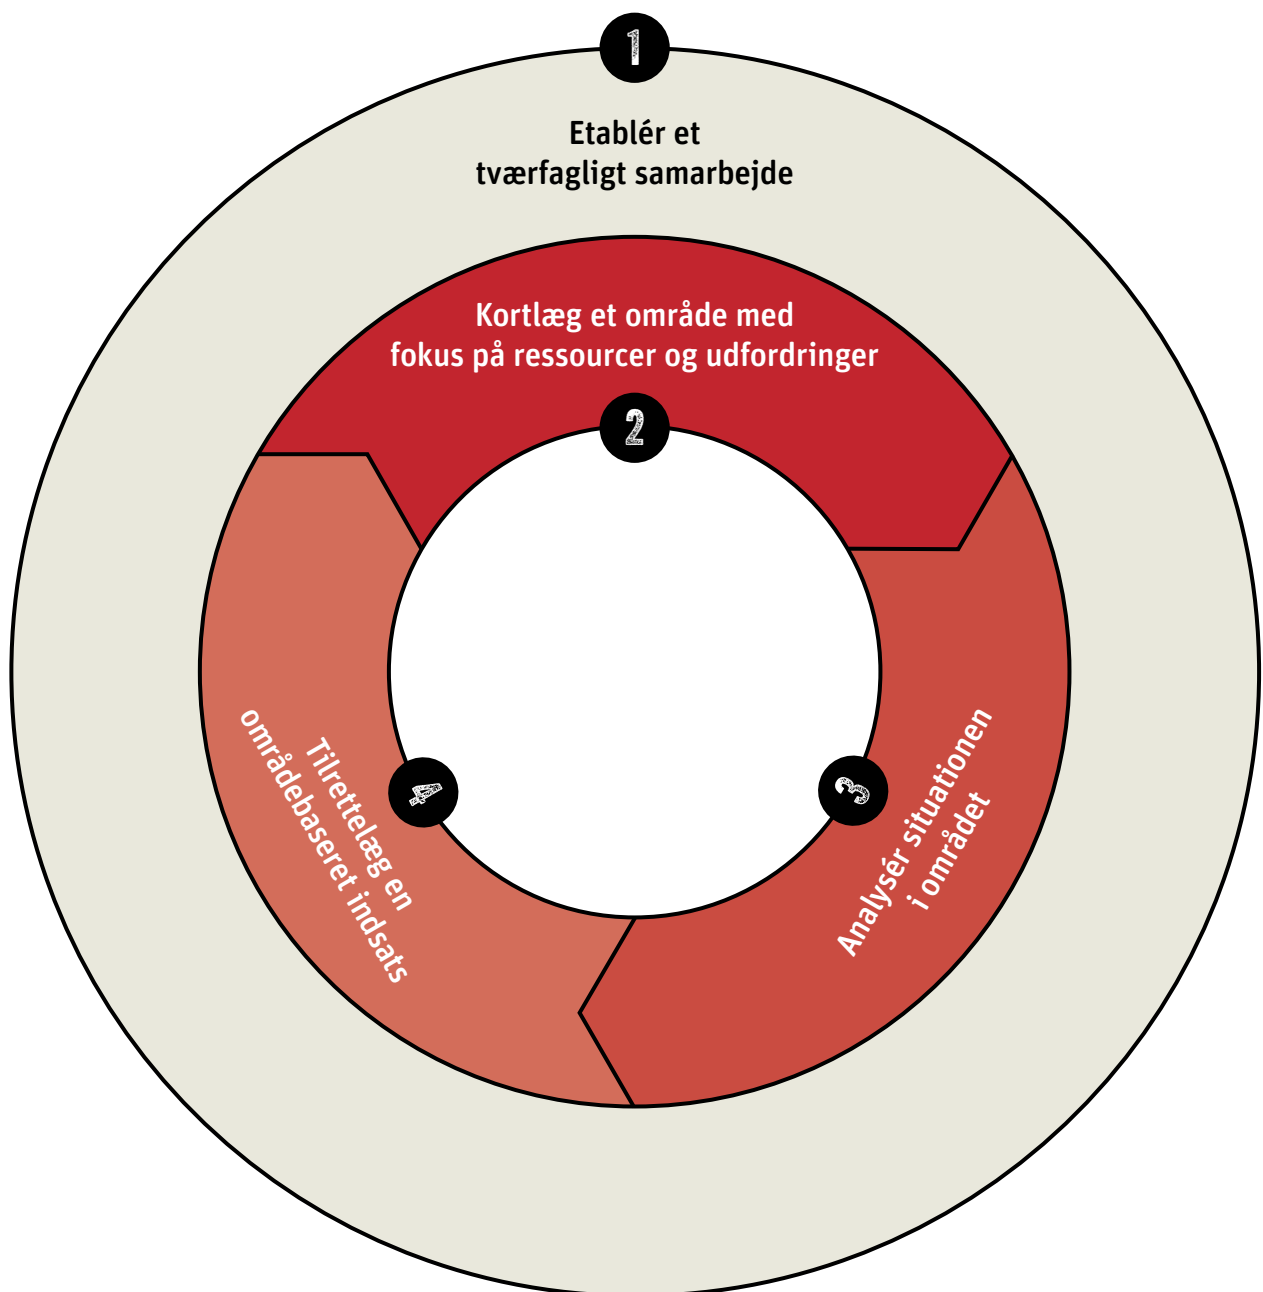 1
Etablér et
tværfagligt samarbejde
Kortlæg et område med
fokus på ressourcer og udfordringer
2
3
Analysér situationen
i området
4
Tilrettelæg en
områdebaseret indsats